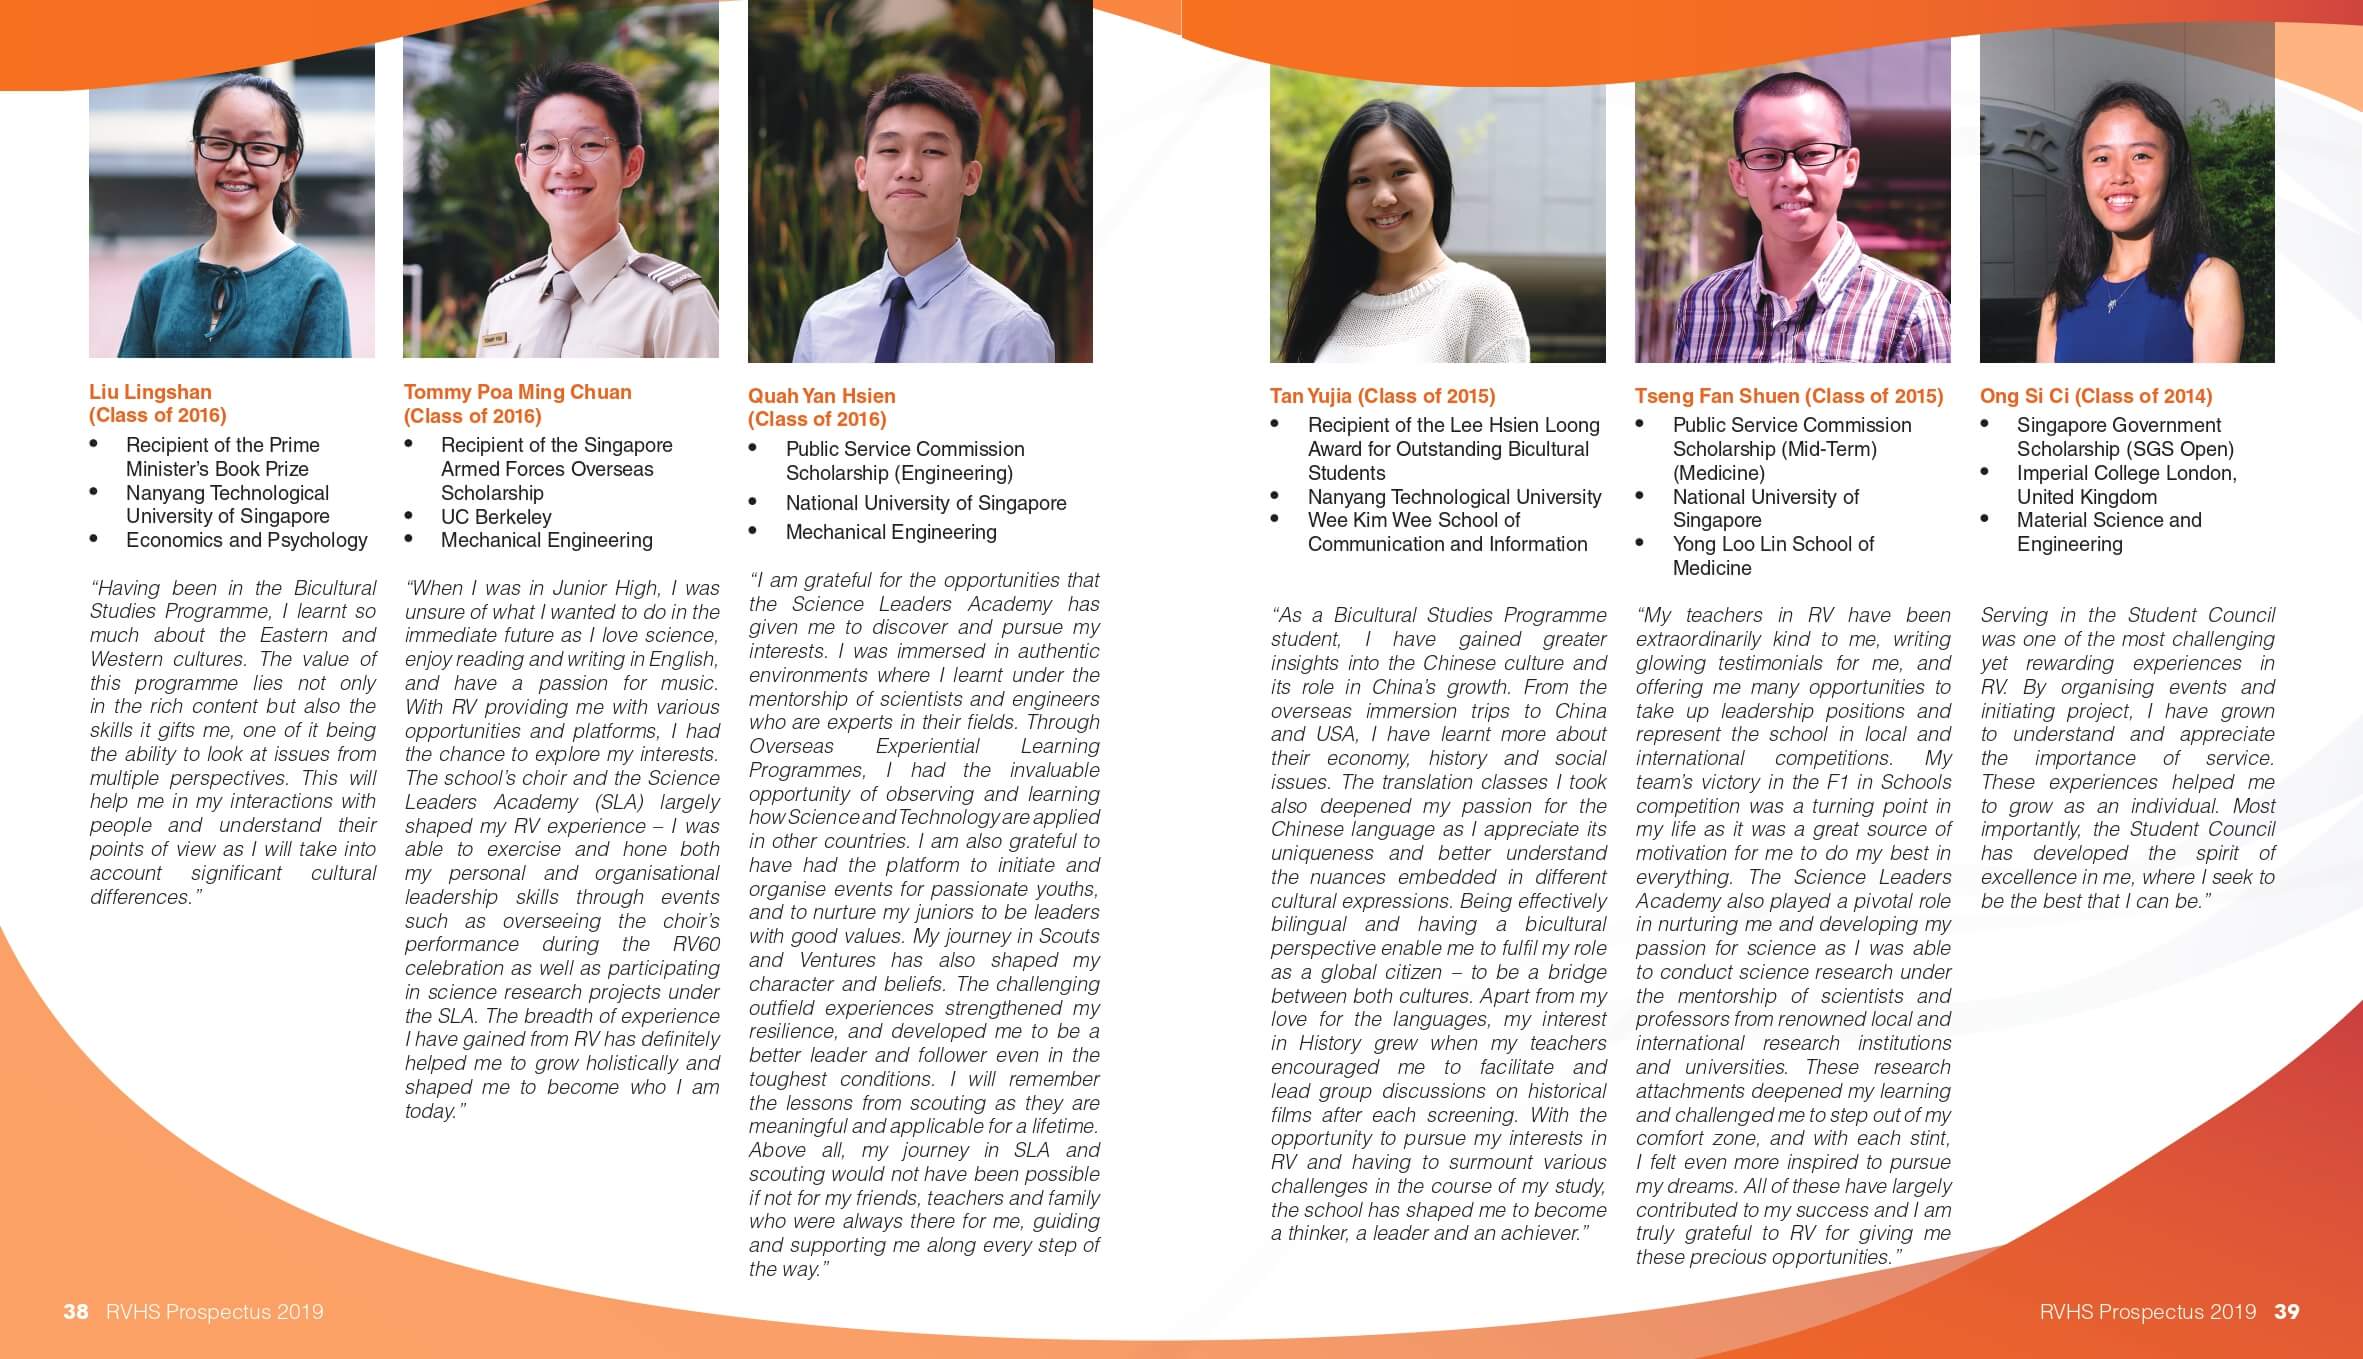 Liu Lingshan
(Class of 2016)
• Recipient of the Prime
Minister's Book Prize
• Nanyang Technological
University of Singapore
• Economics and Psychology
“Having been in the Bicultural
Studies Programme, I learnt so
much about the Eastern and
Western cultures. The value of
this programme lies not only
in the rich content but also the
skills it gifts me, one of it being
the ability to look at issues from
multiple perspectives. This will
help me in my interactions with
people and understand their
points of view as I will take into
account significant cultural
differences.”
Tommy Poa Ming Chuan
(Class of 2016)
• Recipient of the Singapore
Armed Forces Overseas
Scholarship
• UC Berkeley
• Mechanical Engineering
“When I was in Junior High, I was
unsure of what I wanted to do in the
immediate future as I love science,
enjoy reading and writing in English,
and have a passion for music.
With RV providing me with various
opportunities and platforms, I had
the chance to explore my interests.
The school’s choir and the Science
Leaders Academy (SLA) largely
shaped my RV experience – I was
able to exercise and hone both
my personal and organisational
leadership skills through events
such as overseeing the choir’s
performance during the RV60
celebration as well as participating
in science research projects under
the SLA. The breadth of experience
I have gained from RV has definitely
helped me to grow holistically and
shaped me to become who I am
today.”
Quah Yan Hsien
(Class of 2016)
• Public Service Commission
Scholarship (Engineering)
• National University of Singapore
• Mechanical Engineering
“I am grateful for the opportunities that
the Science Leaders Academy has
given me to discover and pursue my
interests. I was immersed in authentic
environments where I learnt under the
mentorship of scientists and engineers
who are experts in their fields. Through
Overseas Experiential Learning
Programmes, I had the invaluable
opportunity of observing and learning
how Science and Technology are applied
in other countries. I am also grateful to
have had the platform to initiate and
organise events for passionate youths,
and to nurture my juniors to be leaders
with good values. My journey in Scouts
and Ventures has also shaped my
character and beliefs. The challenging
outfield experiences strengthened my
resilience, and developed me to be a
better leader and follower even in the
toughest conditions. I will remember
the lessons from scouting as they are
meaningful and applicable for a lifetime.
Above all, my journey in SLA and
scouting would not have been possible
if not for my friends, teachers and family
who were always there for me, guiding
and supporting me along every step of
the way.”
38 RVHS Prospectus 2019
Tan Yujia (Class of 2015)
• Recipient of the Lee Hsien Loong
Award for Outstanding Bicultural
Students
• Nanyang Technological University
• Wee Kim Wee School of
Communication and Information
“As a Bicultural Studies Programme
student, I have gained greater
insights into the Chinese culture and
its role in China’s growth. From the
overseas immersion trips to China
and USA, I have learnt more about
their economy, history and social
issues. The translation classes I took
also deepened my passion for the
Chinese language as I appreciate its
uniqueness and better understand
the nuances embedded in different
cultural expressions. Being effectively
bilingual and having a bicultural
perspective enable me to fulfil my role
as a global citizen – to be a bridge
between both cultures. Apart from my
love for the languages, my interest
in History grew when my teachers
encouraged me to facilitate and
lead group discussions on historical
films after each screening. With the
opportunity to pursue my interests in
RV and having to surmount various
challenges in the course of my study,
the school has shaped me to become
a thinker, a leader and an achiever.”
Tseng Fan Shuen (Class of 2015)
• Public Service Commission
Scholarship (Mid-Term)
(Medicine)
• National University of
Singapore
• Yong Loo Lin School of
Medicine
“My teachers in RV have been
extraordinarily kind to me, writing
glowing testimonials for me, and
offering me many opportunities to
take up leadership positions and
represent the school in local and
international competitions. My
team’s victory in the F1 in Schools
competition was a turning point in
my life as it was a great source of
motivation for me to do my best in
everything. The Science Leaders
Academy also played a pivotal role
in nurturing me and developing my
passion for science as I was able
to conduct science research under
the mentorship of scientists and
professors from renowned local and
international research institutions
and universities. These research
attachments deepened my learning
and challenged me to step out of my
comfort zone, and with each stint,
I felt even more inspired to pursue
my dreams. All of these have largely
contributed to my success and I am
truly grateful to RV for giving me
these precious opportunities.”
Ong Si Ci (Class of 2014)
• Singapore Government
Scholarship (SGS Open)
• Imperial College London,
United Kingdom
• Material Science and
Engineering
Serving in the Student Council
was one of the most challenging
yet rewarding experiences in
RV. By organising events and
initiating project, I have grown
to understand and appreciate
the importance of service.
These experiences helped me
to grow as an individual. Most
importantly, the Student Council
has developed the spirit of
excellence in me, where I seek to
be the best that I can be.”
RVHS Prospectus 2019 39